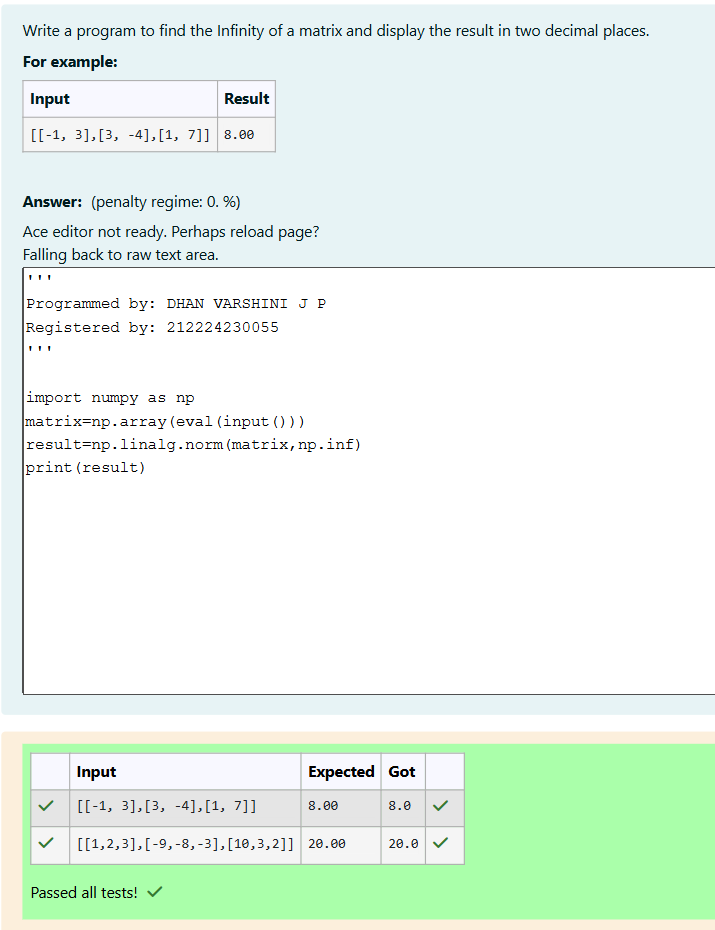 Write a program to find the Infinity of a matrix and display the result in two decimal places.
For example:
Input Result
[[-1, 3],[3, -4],[1, 7]] 8.00
Answer: (penalty regime: 0. %)
Ace editor not ready. Perhaps reload page?
Falling back to raw text area.
'''
Programmed by: DHAN VARSHINI J P
Registered by: 212224230055
'''
import numpy as np
matrix=np.array(eval(input()))
result=np.linalg.norm(matrix,np.inf)
print(result)
Input Expected Got
[[-1, 3],[3, -4],[1, 7]] 8.00 8.0
[[1,2,3],[-9,-8,-3],[10,3,2]] 20.00 20.0
Passed all tests!